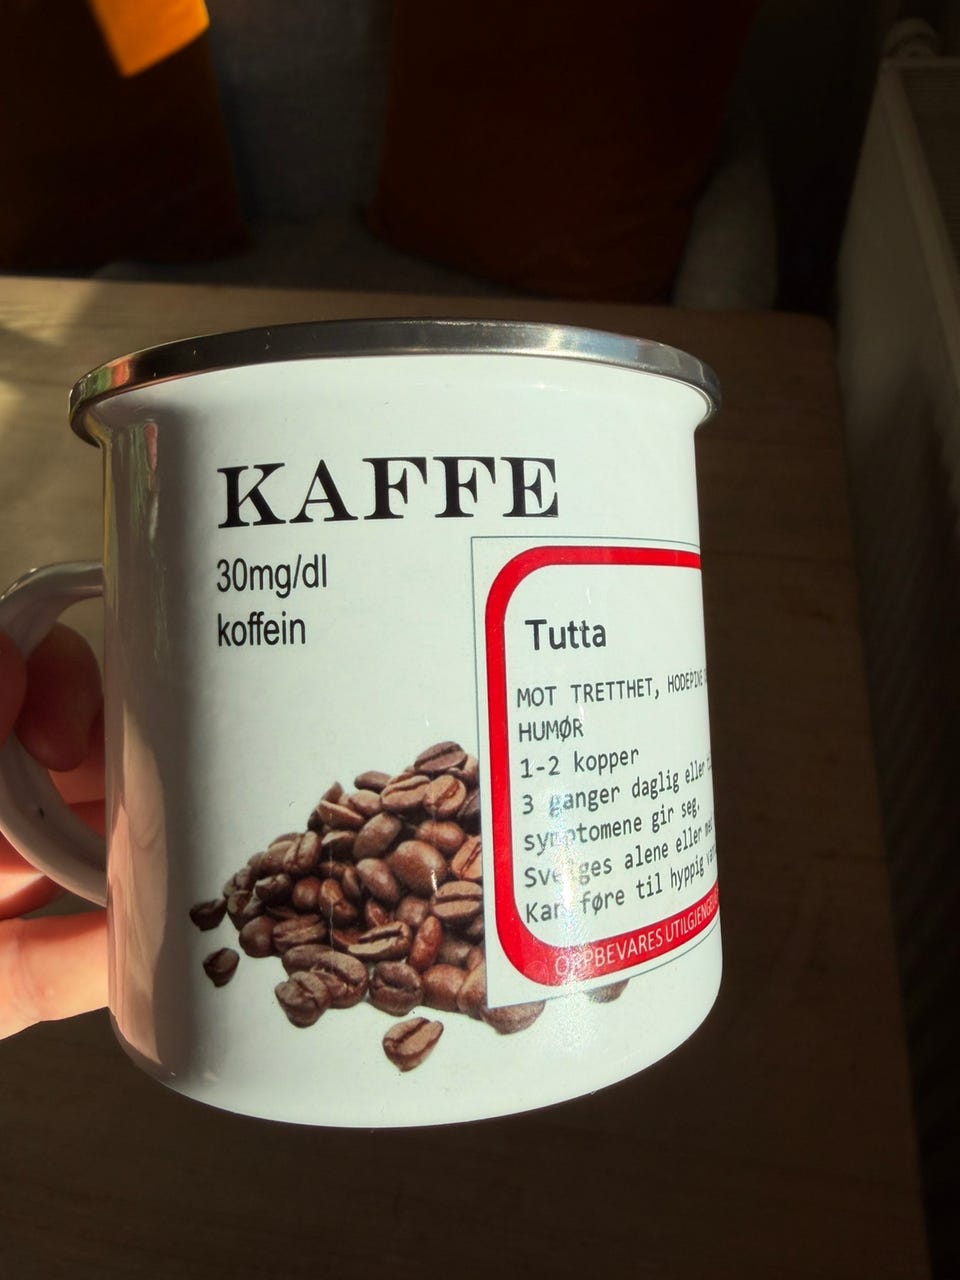 KAFFE
30mg/dl
koffein
Tutta
MOT TRETTHET, HODEPINE
HUMØR
1-2 kopper
3 ganger daglig eller
symptomene gir seg.
Svelges alene eller
Kan føre til hyppig
OPPBEVARES